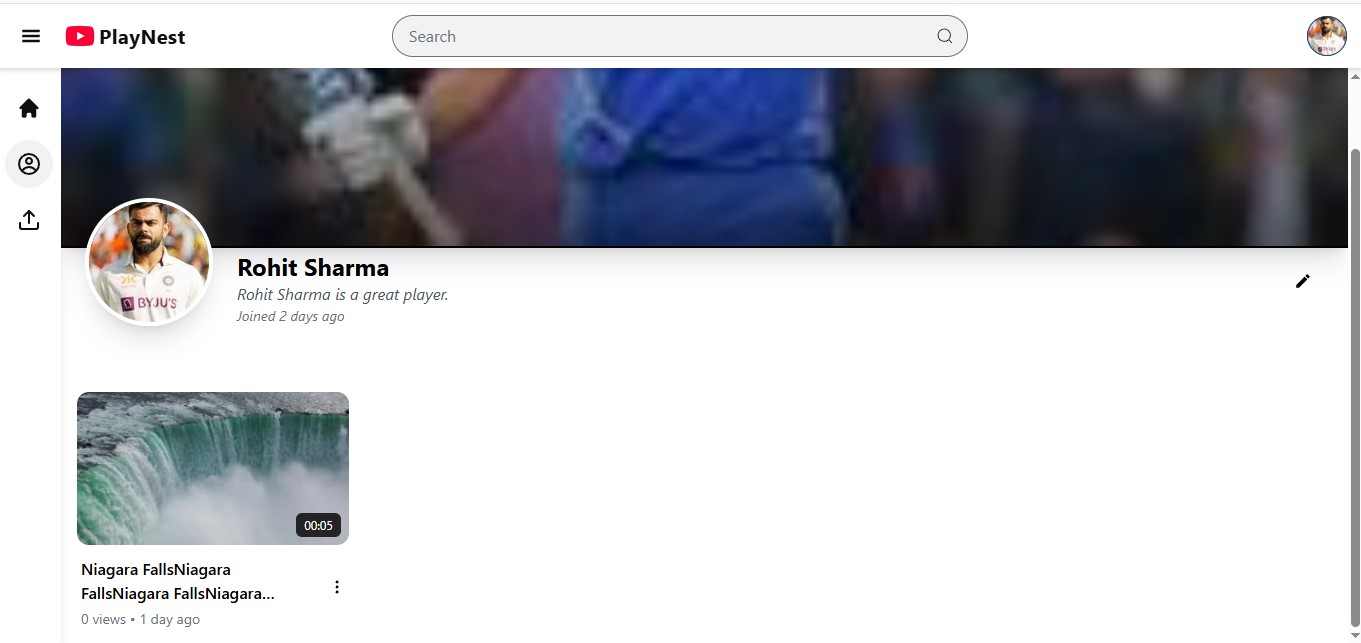 PlayNest
Search
BYJU'S
Rohit Sharma
Rohit Sharma is a great player.
Joined 2 days ago
00:05
Niagara FallsNiagara
FallsNiagara FallsNiagara...
0 views • 1 day ago